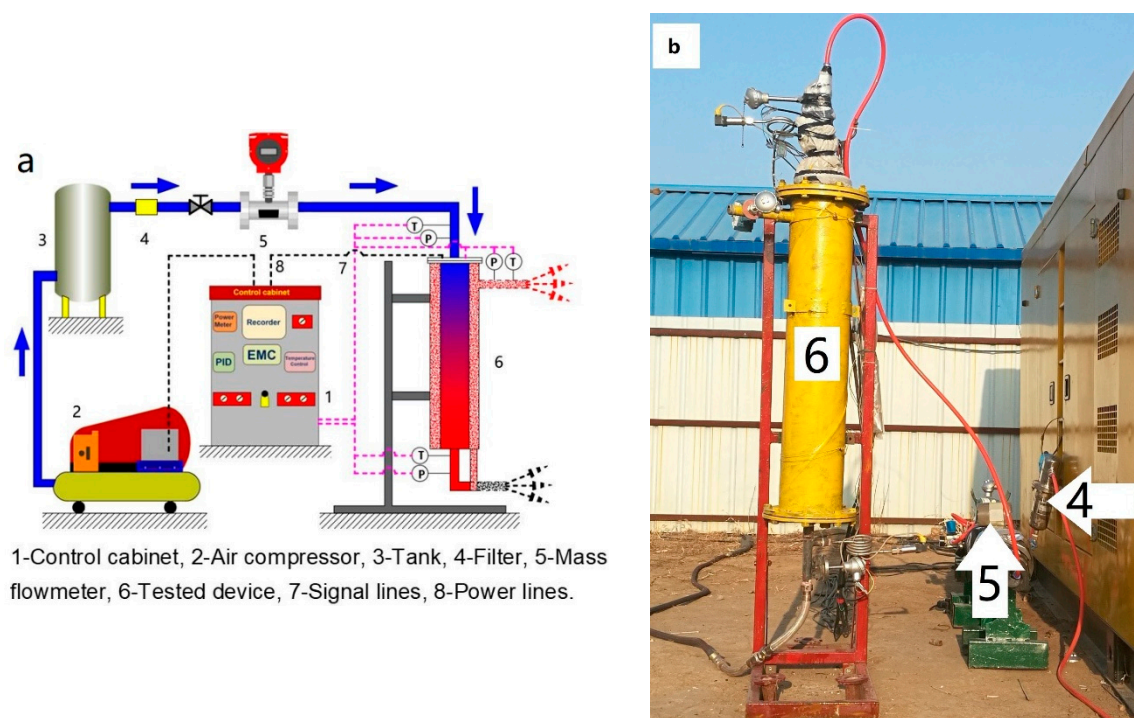 a
3
4
5
8
7
T
P
P
T
Control cabinet
Power
Meter
Recorder
PID
EMC
Temperature
Control
1
6
2
T
P
1-Control cabinet, 2-Air compressor, 3-Tank, 4-Filter, 5-Mass
flowmeter, 6-Tested device, 7-Signal lines, 8-Power lines.
b
6
4
5